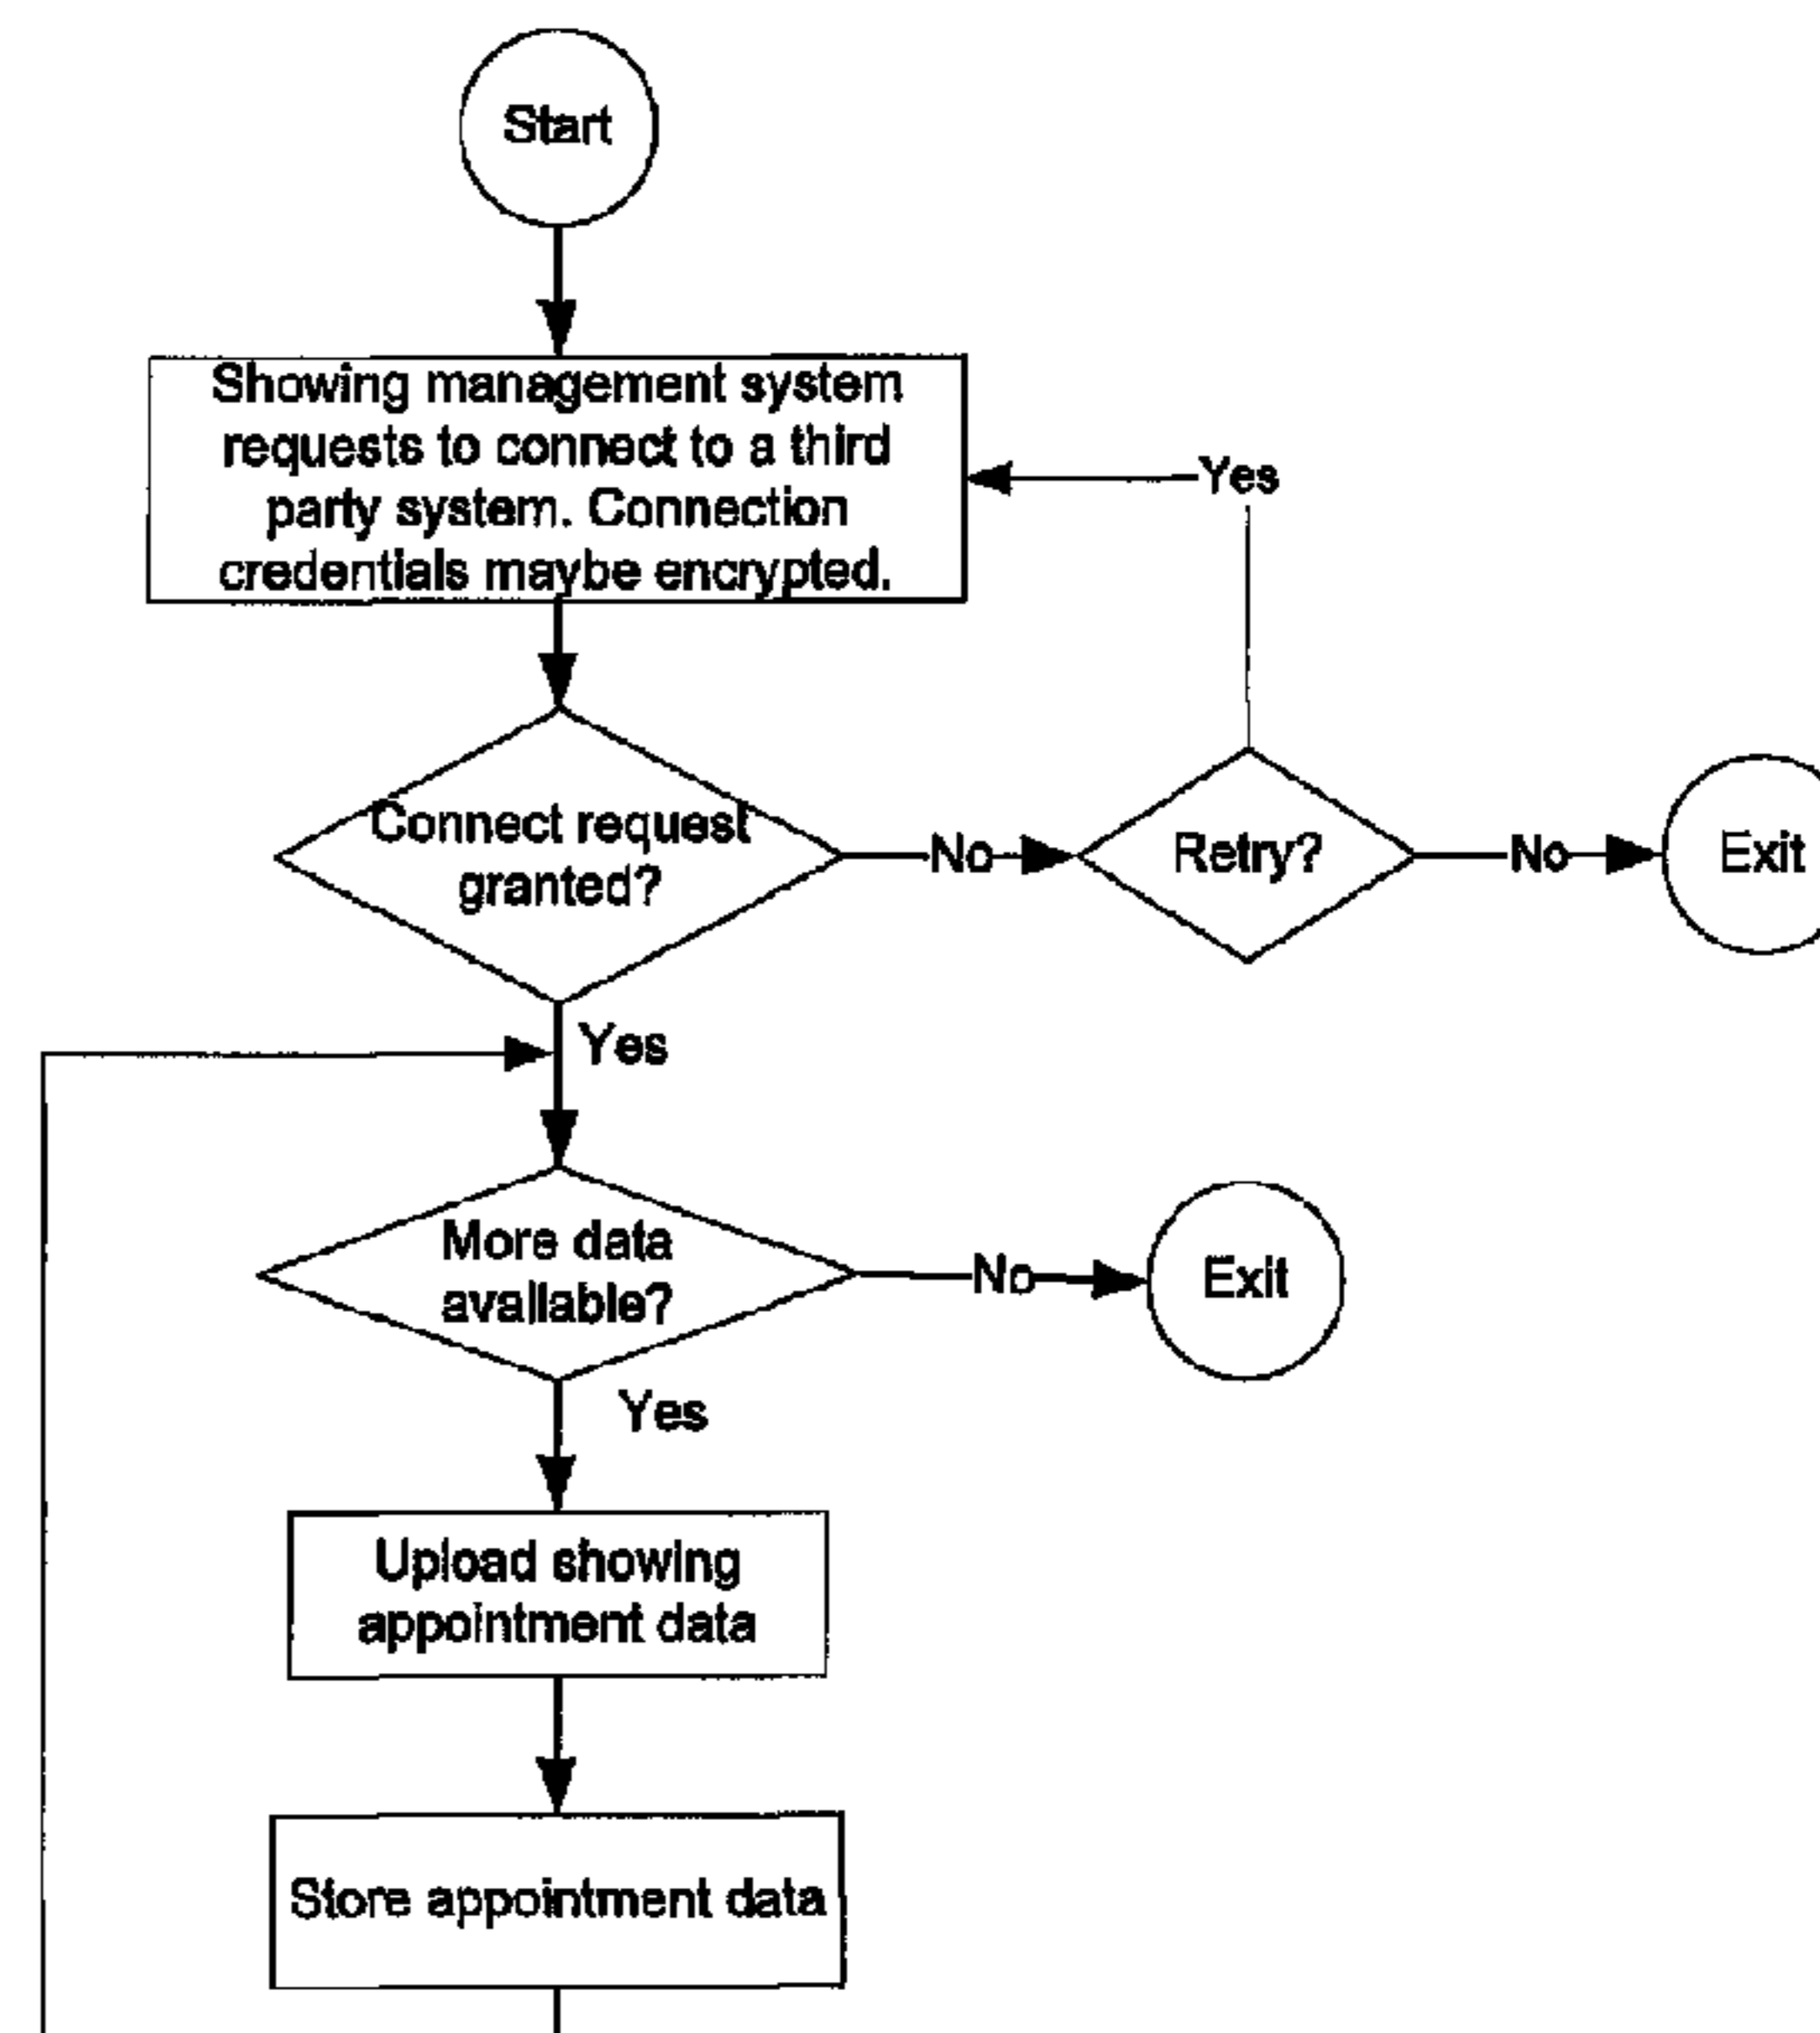 Start
Showing management system
requests to connect to a third
party system. Connection
credentials maybe encrypted.
Yes
Connect request
granted?
No
Retry?
No
Exit
Yes
More data
available?
No
Exit
Yes
Upload showing
appointment data
Store appointment data